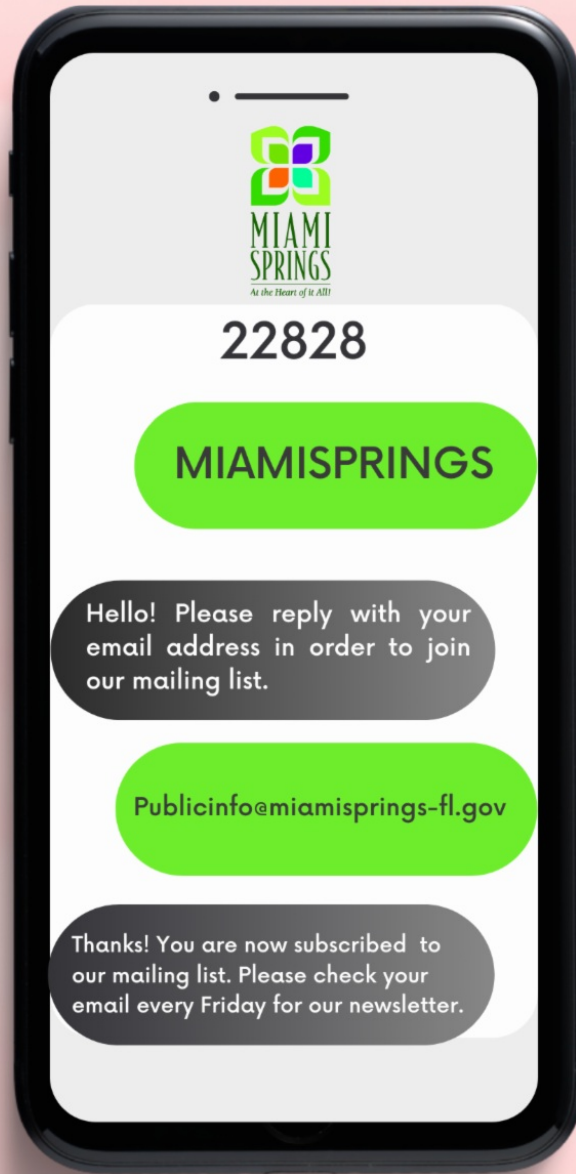 MIAMI
SPRINGS
At the Heart of it All!
22828
MIAMISPRINGS
Hello! Please reply with your
email address in order to join
our mailing list.
Publicinfo@miamisprings-fl.gov
Thanks! You are now subscribed to
our mailing list. Please check your
email every Friday for our newsletter.